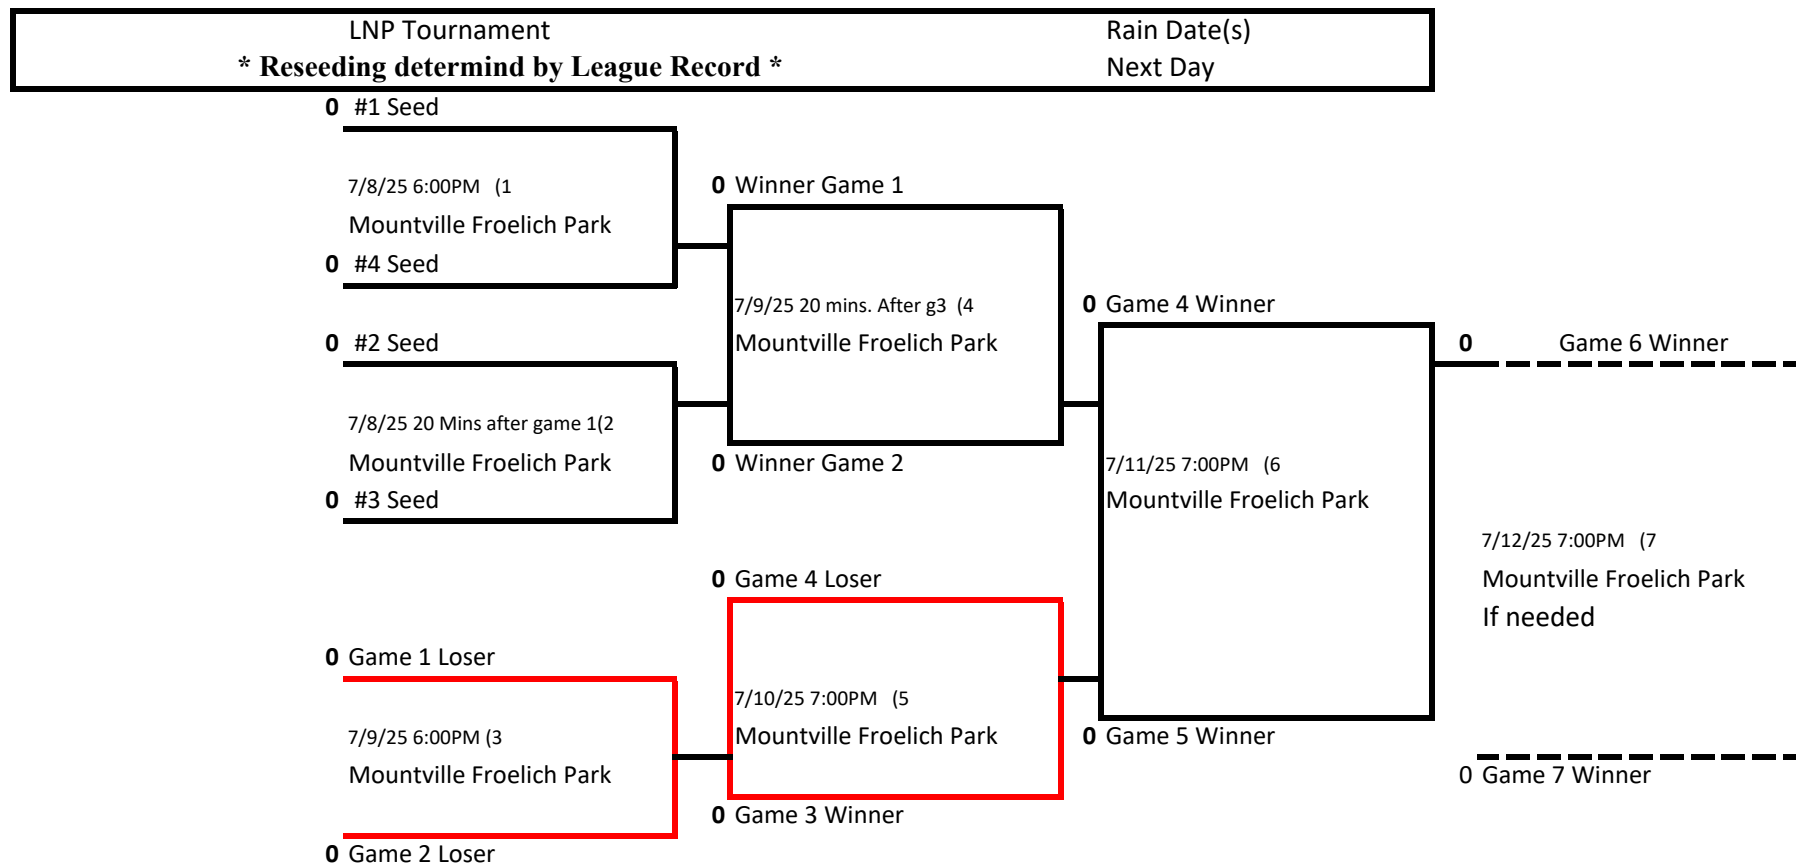 LNP Tournament Rain Date(s)
* Reseeding determind by League Record * Next Day
0 #1 Seed
7/8/25 6:00PM (1
Mountville Froelich Park
0 #4 Seed
0 #2 Seed
7/8/25 20 Mins after game 1(2
Mountville Froelich Park
0 #3 Seed
0 Winner Game 1
7/9/25 20 mins. After g3 (4
Mountville Froelich Park
0 Winner Game 2
0 Game 1 Loser
7/9/25 6:00PM (3
Mountville Froelich Park
0 Game 2 Loser
0 Game 4 Loser
7/10/25 7:00PM (5
Mountville Froelich Park
0 Game 3 Winner
0 Game 4 Winner
7/11/25 7:00PM (6
Mountville Froelich Park
0 Game 5 Winner
0 Game 6 Winner
7/12/25 7:00PM (7
Mountville Froelich Park
If needed
0 Game 7 Winner